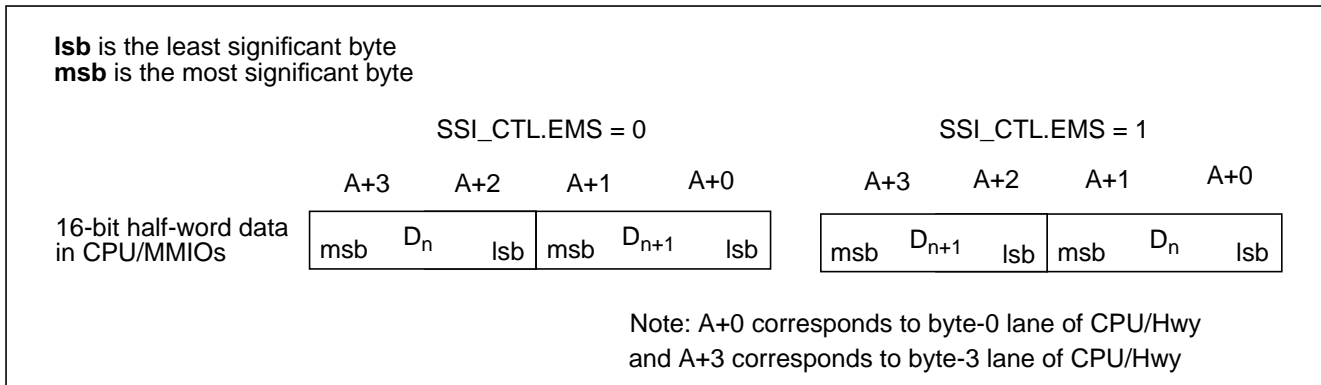 lsb is the least significant byte
msb is the most significant byte
SSI_CTL.EMS = 0 SSI_CTL.EMS = 1
A+3 A+2 A+1 A+0 A+3 A+2 A+1 A+0
16-bit half-word data
in CPU/MMIOs
msb Dn lsb msb Dn+1 lsb msb Dn+1 lsb msb Dn lsb
Note: A+0 corresponds to byte-0 lane of CPU/Hwy
and A+3 corresponds to byte-3 lane of CPU/Hwy